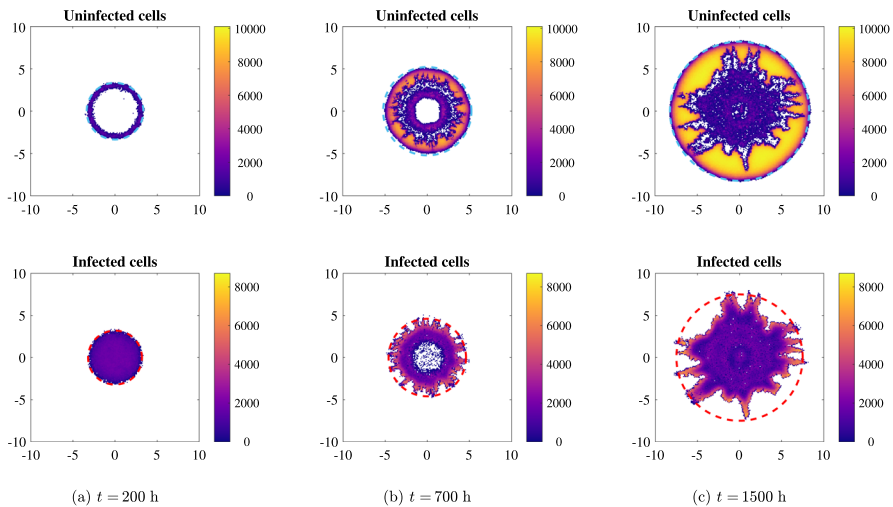 Uninfected cells Uninfected cells Uninfected cells
10 10000 10 10000 10 10000
5 8000 5 8000 5 8000
0 6000 0 6000 0 6000
4000 4000 4000
-5 2000 -5 2000 -5 2000
-10 0 -10 0 -10 0
-10 -5 0 5 10 -10 -5 0 5 10 -10 -5 0 5 10
Infected cells Infected cells Infected cells
10 8000 10 8000 10 8000
5 6000 5 6000 5 6000
0 4000 0 4000 0 4000
-5 2000 -5 2000 -5 2000
-10 0 -10 0 -10 0
-10 -5 0 5 10 -10 -5 0 5 10 -10 -5 0 5 10
(a) t = 200 h (b) t = 700 h (c) t = 1500 h